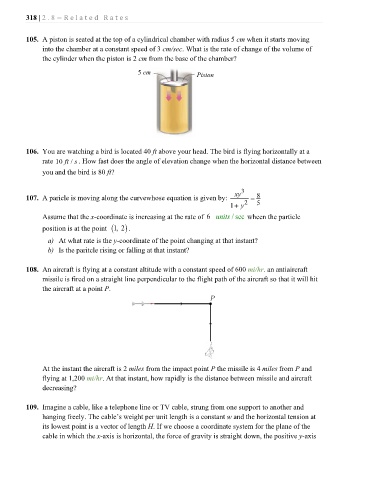 318 | 2.8 – Related Rates
105. A piston is seated at the top of a cylindrical chamber with radius 5 cm when it starts moving
into the chamber at a constant speed of 3 cm/sec. What is the rate of change of the volume of
the cylinder when the piston is 2 cm from the base of the chamber?
5 cm
Piston
106. You are watching a bird is located 40 ft above your head. The bird is flying horizontally at a
rate 10 ft / s . How fast does the angle of elevation change when the horizontal distance between
you and the bird is 80 ft?
107. A paricle is moving along the curvewhose equation is given by: xy³ / (1 + y²) = 8/5
Assume that the x-coordinate is increasing at the rate of 6 units / sec wheen the particle
position is at the point (1, 2).
a) At what rate is the y-coordinate of the point changing at that instant?
b) Is the paritcle rising or falling at that instant?
108. An aircraft is flying at a constant altitude with a constant speed of 600 mi/hr. an antiaircraft
missile is fired on a straight line perpendicular to the flight path of the aircraft so that it will hit
the aircraft at a point P.
P
At the instant the aircraft is 2 miles from the impact point P the missile is 4 miles from P and
flying at 1,200 mi/hr. At that instant, how rapidly is the distance between missile and aircraft
decreasing?
109. Imagine a cable, like a telephone line or TV cable, strung from one support to another and
hanging freely. The cable's weight per unit length is a constant w and the horizontal tension at
its lowest point is a vector of length H. If we choose a coordinate system for the plane of the
cable in which the x-axis is horizontal, the force of gravity is straight down, the positive y-axis